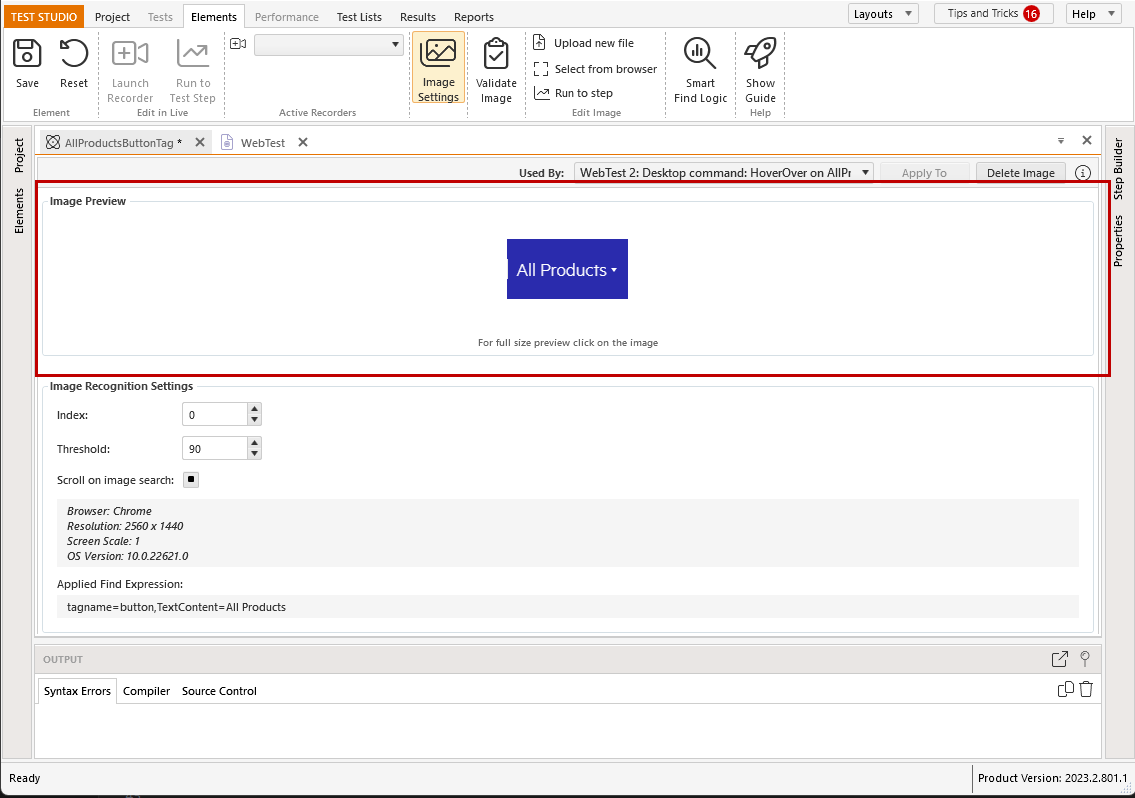 TEST STUDIO Project Tests Elements Performance Test Lists Results Reports Layouts Tips and Tricks 16 Help
Save Reset Launch Recorder Run to Test Step
Element Edit in Live Active Recorders
Image Settings Validate Image
Upload new file
Select from browser
Run to step
Edit Image
Smart Find Logic Show Guide
Help
Project
Elements
AllProductsButtonTag * WebTest
Used By: WebTest 2: Desktop command: HoverOver on AllPr Apply To Delete Image
Step Builder
Properties
Image Preview
All Products
For full size preview click on the image
Image Recognition Settings
Index: 0
Threshold: 90
Scroll on image search:
Browser: Chrome
Resolution: 2560 x 1440
Screen Scale: 1
OS Version: 10.0.22621.0
Applied Find Expression:
tagname=button,TextContent=All Products
OUTPUT
Syntax Errors Compiler Source Control
Ready Product Version: 2023.2.801.1